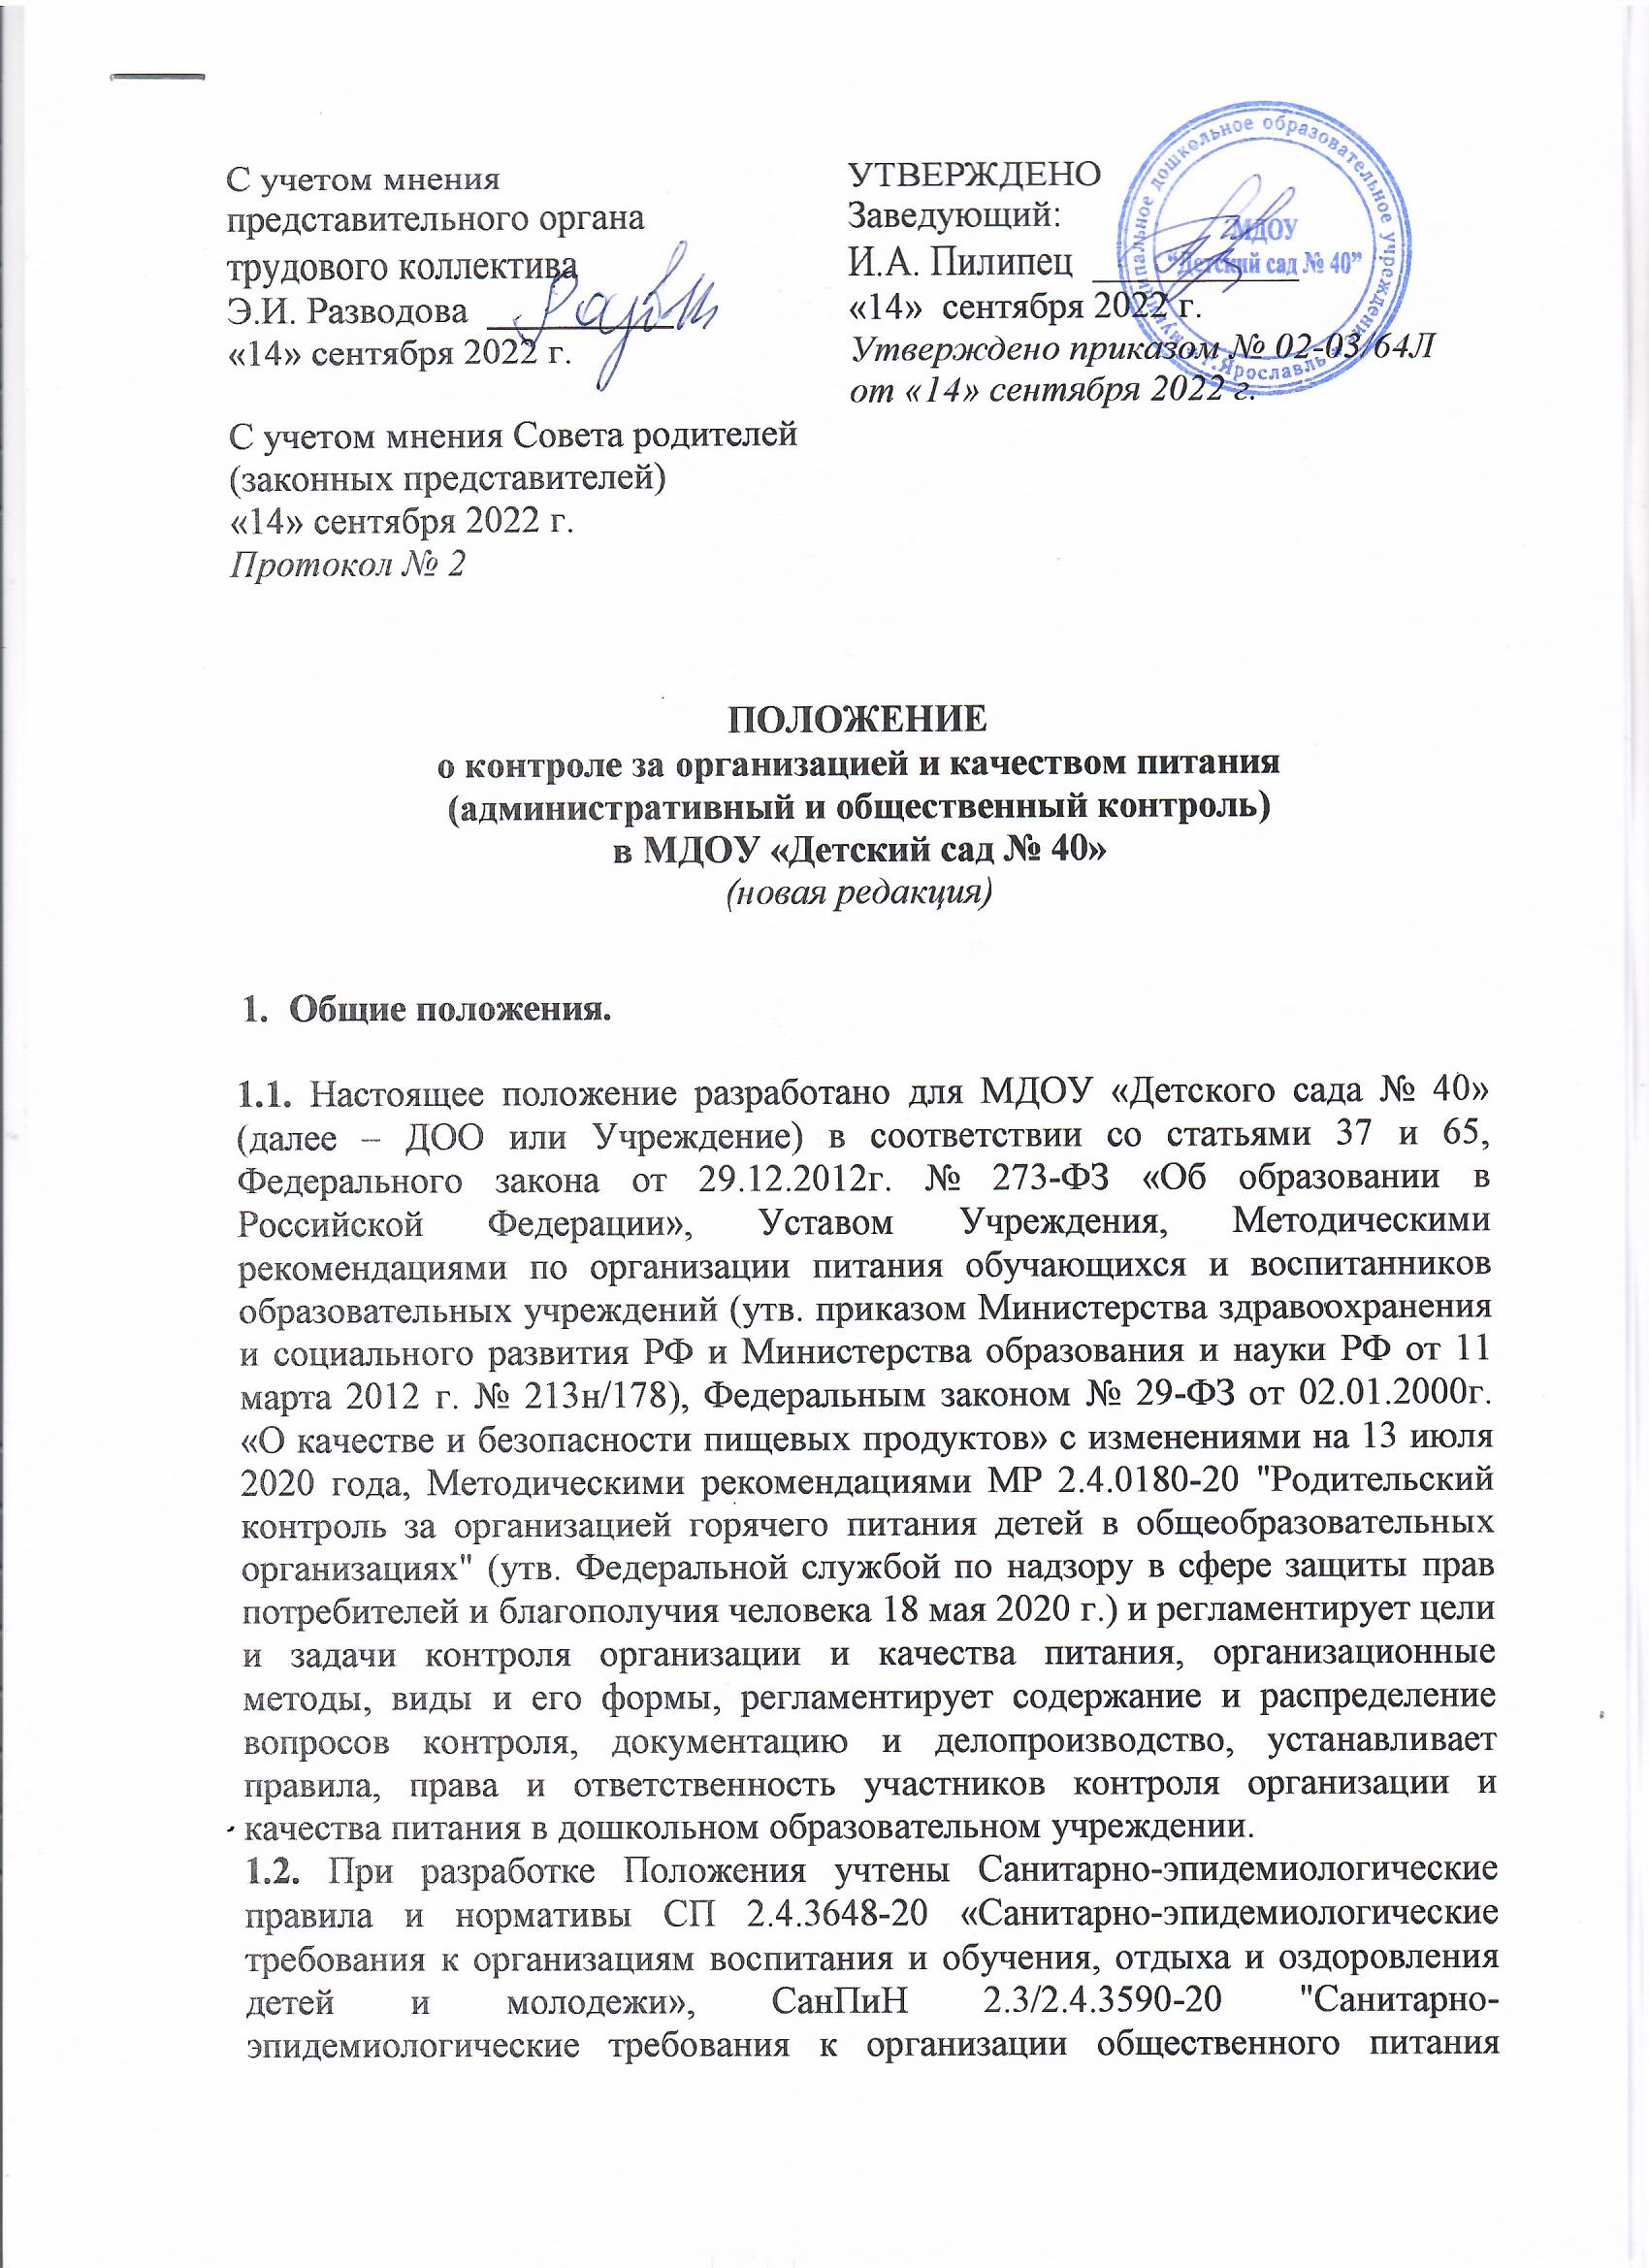 С учетом мнения
представительного органа
трудового коллектива
Э.И. Разводова
«14» сентября 2022 г.
С учетом мнения Совета родителей
(законных представителей)
«14» сентября 2022 г.
Протокол № 2
УТВЕРЖДЕНО
Заведующий:
И.А. Пилипец
«14» сентября 2022 г.
Утверждено приказом № 02-03/64Л
от «14» сентября 2022 г.
муниципальное дошкольное образовательное учреждение
г.Ярославль
МДОУ
“Детский сад № 40”
ПОЛОЖЕНИЕ
о контроле за организацией и качеством питания
(административный и общественный контроль)
в МДОУ «Детский сад № 40»
(новая редакция)
1. Общие положения.
1.1. Настоящее положение разработано для МДОУ «Детского сада № 40»
(далее – ДОО или Учреждение) в соответствии со статьями 37 и 65,
Федерального закона от 29.12.2012г. № 273-ФЗ «Об образовании в
Российской Федерации», Уставом Учреждения, Методическими
рекомендациями по организации питания обучающихся и воспитанников
образовательных учреждений (утв. приказом Министерства здравоохранения
и социального развития РФ и Министерства образования и науки РФ от 11
марта 2012 г. № 213н/178), Федеральным законом № 29-ФЗ от 02.01.2000г.
«О качестве и безопасности пищевых продуктов» с изменениями на 13 июля
2020 года, Методическими рекомендациями МР 2.4.0180-20 "Родительский
контроль за организацией горячего питания детей в общеобразовательных
организациях" (утв. Федеральной службой по надзору в сфере защиты прав
потребителей и благополучия человека 18 мая 2020 г.) и регламентирует цели
и задачи контроля организации и качества питания, организационные
методы, виды и его формы, регламентирует содержание и распределение
вопросов контроля, документацию и делопроизводство, устанавливает
правила, права и ответственность участников контроля организации и
качества питания в дошкольном образовательном учреждении.
1.2. При разработке Положения учтены Санитарно-эпидемиологические
правила и нормативы СП 2.4.3648-20 «Санитарно-эпидемиологические
требования к организациям воспитания и обучения, отдыха и оздоровления
детей и молодежи», СанПиН 2.3/2.4.3590-20 "Санитарно-
эпидемиологические требования к организации общественного питания